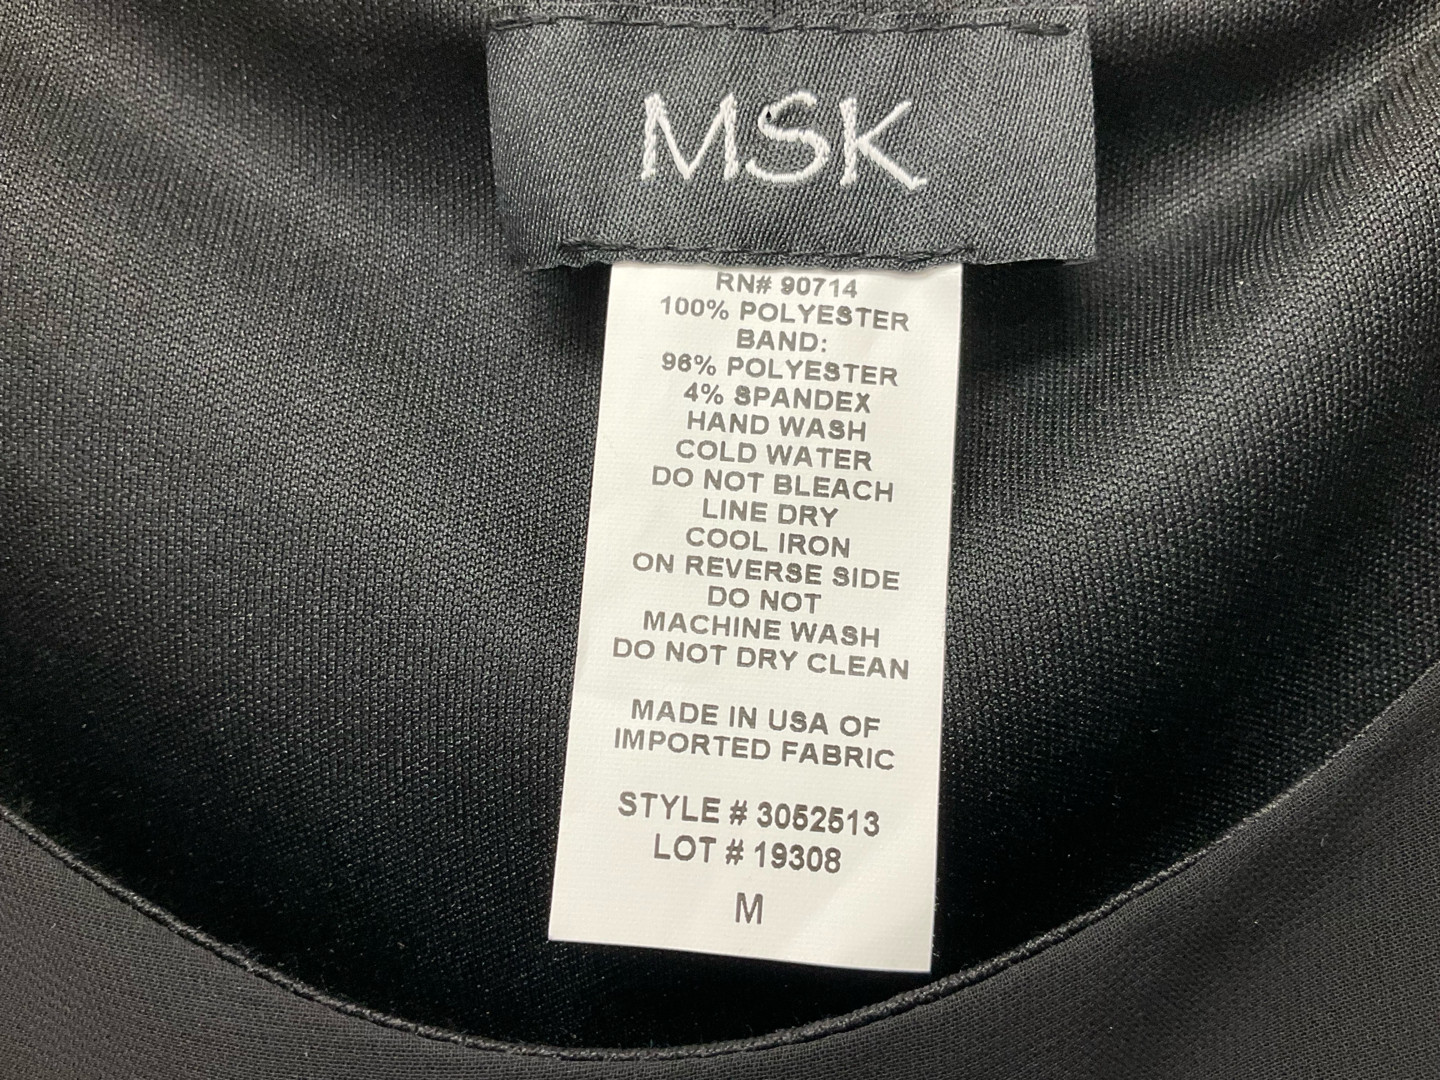 MSK
RN# 90714
100% POLYESTER
BAND:
96% POLYESTER
4% SPANDEX
HAND WASH
COLD WATER
DO NOT BLEACH
LINE DRY
COOL IRON
ON REVERSE SIDE
DO NOT
MACHINE WASH
DO NOT DRY CLEAN
MADE IN USA OF
IMPORTED FABRIC
STYLE # 3052513
LOT # 19308
M